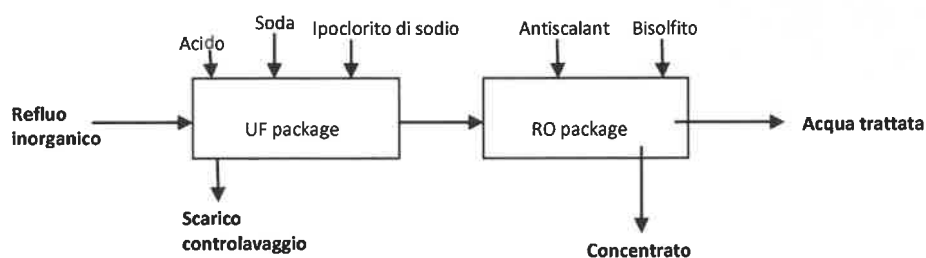 Acido
Soda
Ipoclorito di sodio
Antiscalant
Bisolfito
Refluo
inorganico
UF package
RO package
Acqua trattata
Scarico
controlavaggio
Concentrato